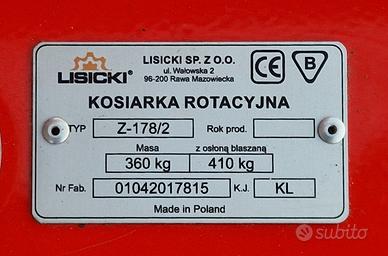 LISICKI®
LISICKI SP. Z O.O.
ul. Wałowska 2
96-200 Rawa Mazowiecka
CE
B
KOSIARKA ROTACYJNA
TYP Z-178/2 Rok prod.
Masa z osłoną blaszaną
360 kg 410 kg
Nr Fab. 01042017815 K.J. KL
Made in Poland
subito